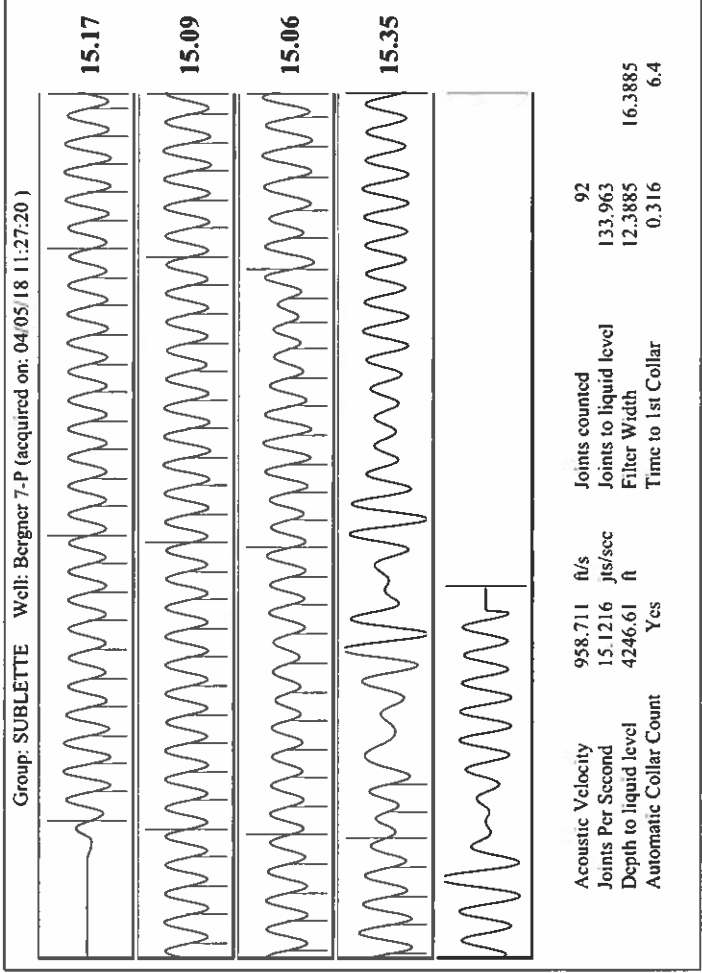 Group: SUBLETTE Well: Bergner 7-P (acquired on: 04/05/18 11:27:20 )
15.17
15.09
15.06
15.35
Acoustic Velocity 958.711 ft/s Joints counted 92
Joints Per Second 15.1216 jts/sec Joints to liquid level 133.963
Depth to liquid level 4246.61 ft Filter Width 12.3885 16.3885
Automatic Collar Count Yes Time to 1st Collar 0.316 6.4